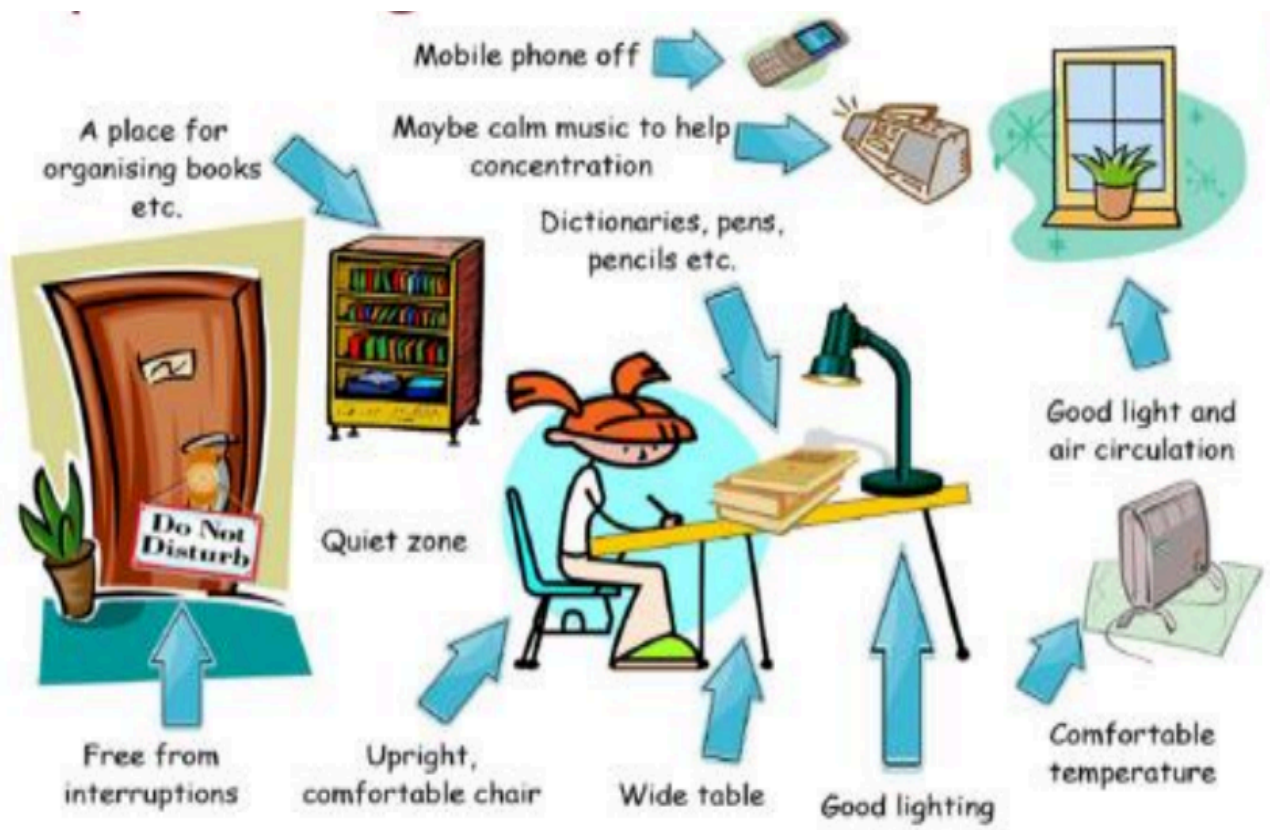 Mobile phone off
Maybe calm music to help
concentration
A place for
organising books
etc.
Dictionaries, pens,
pencils etc.
Good light and
air circulation
Do Not
Disturb
Quiet zone
Free from
interruptions
Upright,
comfortable chair
Wide table
Good lighting
Comfortable
temperature